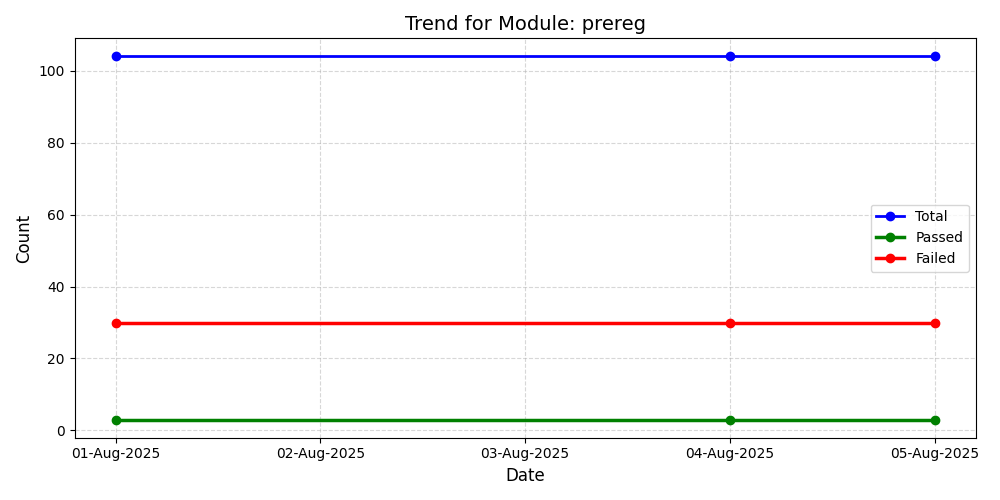 Trend for Module: prereg
Count
100
80
60
40
20
0
Total
Passed
Failed
01-Aug-2025
02-Aug-2025
03-Aug-2025
04-Aug-2025
05-Aug-2025
Date